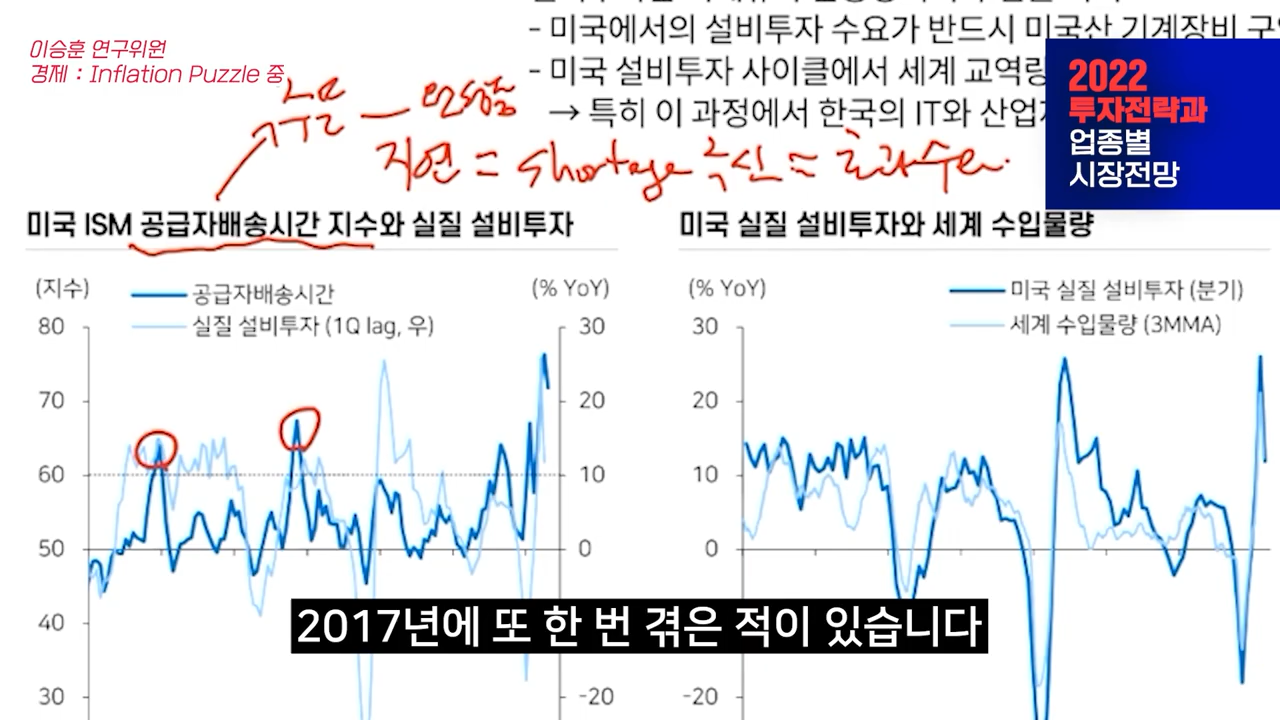 이승훈 연구위원
경제 : Inflation Puzzle 중
- 미국에서의 설비투자 수요가 반드시 미국산 기계장비 구
- 미국 설비투자 사이클에서 세계 교역량
→ 특히 이 과정에서 한국의 IT와 산업
2022
투자전략과
업종별
시장전망
지연 = shortage 극심 = 초과수요.
미국 ISM 공급자배송시간 지수와 실질 설비투자
(지수)
(% YoY)
공급자배송시간
실질 설비투자 (1Q lag, 우)
80
70
60
50
40
30
30
20
10
0
-20
미국 실질 설비투자와 세계 수입물량
(% YoY)
미국 실질 설비투자 (분기)
세계 수입물량 (3MMA)
30
20
10
0
-20
2017년에 또 한 번 겪은 적이 있습니다